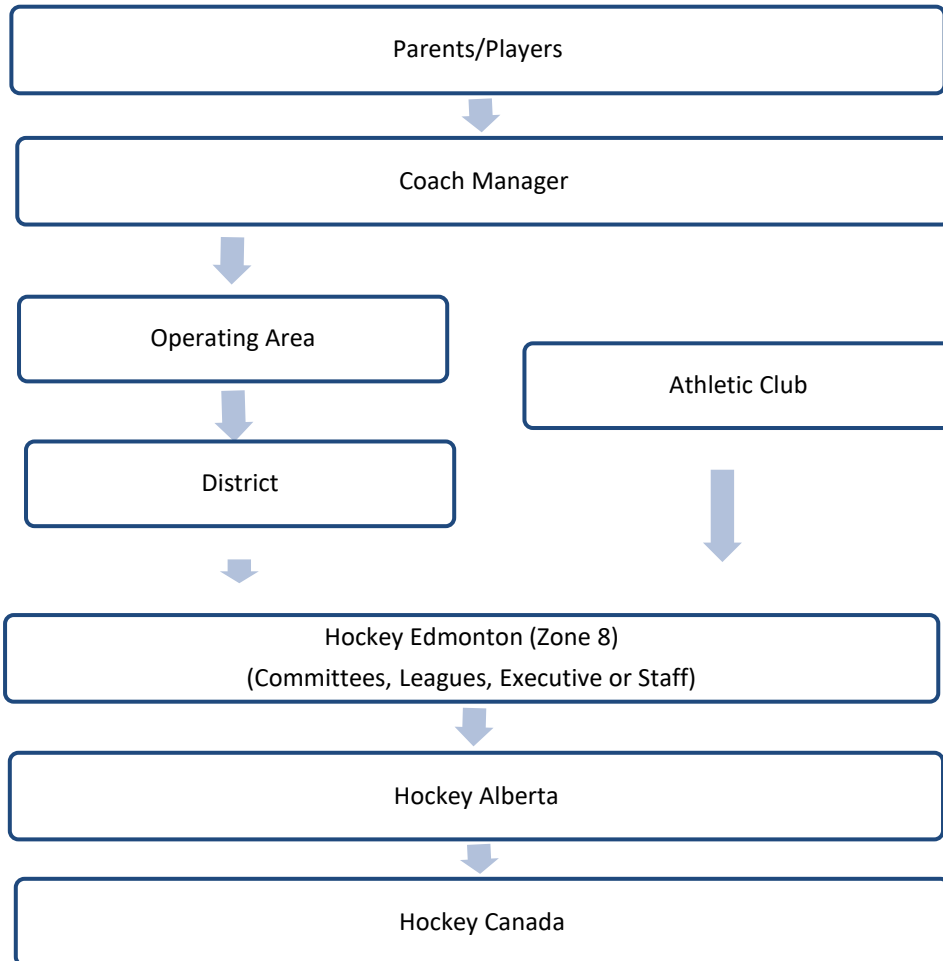 Parents/Players
Coach Manager
Operating Area
Athletic Club
District
Hockey Edmonton (Zone 8)
(Committees, Leagues, Executive or Staff)
Hockey Alberta
Hockey Canada